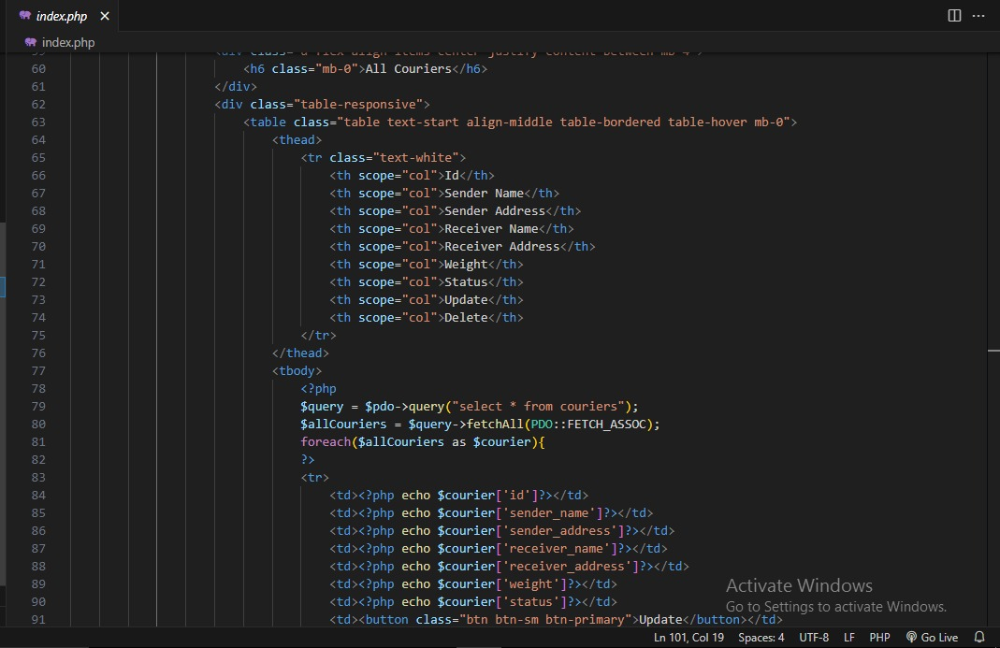 index.php
index.php
59 <div class="d-flex align-items-center justify-content-between mb-4">
60 <h6 class="mb-0">All Couriers</h6>
61 </div>
62 <div class="table-responsive">
63 <table class="table text-start align-middle table-bordered table-hover mb-0">
64 <thead>
65 <tr class="text-white">
66 <th scope="col">Id</th>
67 <th scope="col">Sender Name</th>
68 <th scope="col">Sender Address</th>
69 <th scope="col">Receiver Name</th>
70 <th scope="col">Receiver Address</th>
71 <th scope="col">Weight</th>
72 <th scope="col">Status</th>
73 <th scope="col">Update</th>
74 <th scope="col">Delete</th>
75 </tr>
76 </thead>
77 <tbody>
78 <?php
79 $query = $pdo->query("select * from couriers");
80 $allCouriers = $query->fetchAll(PDO::FETCH_ASSOC);
81 foreach($allCouriers as $courier){
82 ?>
83 <tr>
84 <td><?php echo $courier['id']?></td>
85 <td><?php echo $courier['sender_name']?></td>
86 <td><?php echo $courier['sender_address']?></td>
87 <td><?php echo $courier['receiver_name']?></td>
88 <td><?php echo $courier['receiver_address']?></td>
89 <td><?php echo $courier['weight']?></td>
90 <td><?php echo $courier['status']?></td>
91 <td><button class="btn btn-sm btn-primary">Update</button></td>
Activate Windows
Go to Settings to activate Windows.
Ln 101, Col 19 Spaces: 4 UTF-8 LF PHP Go Live